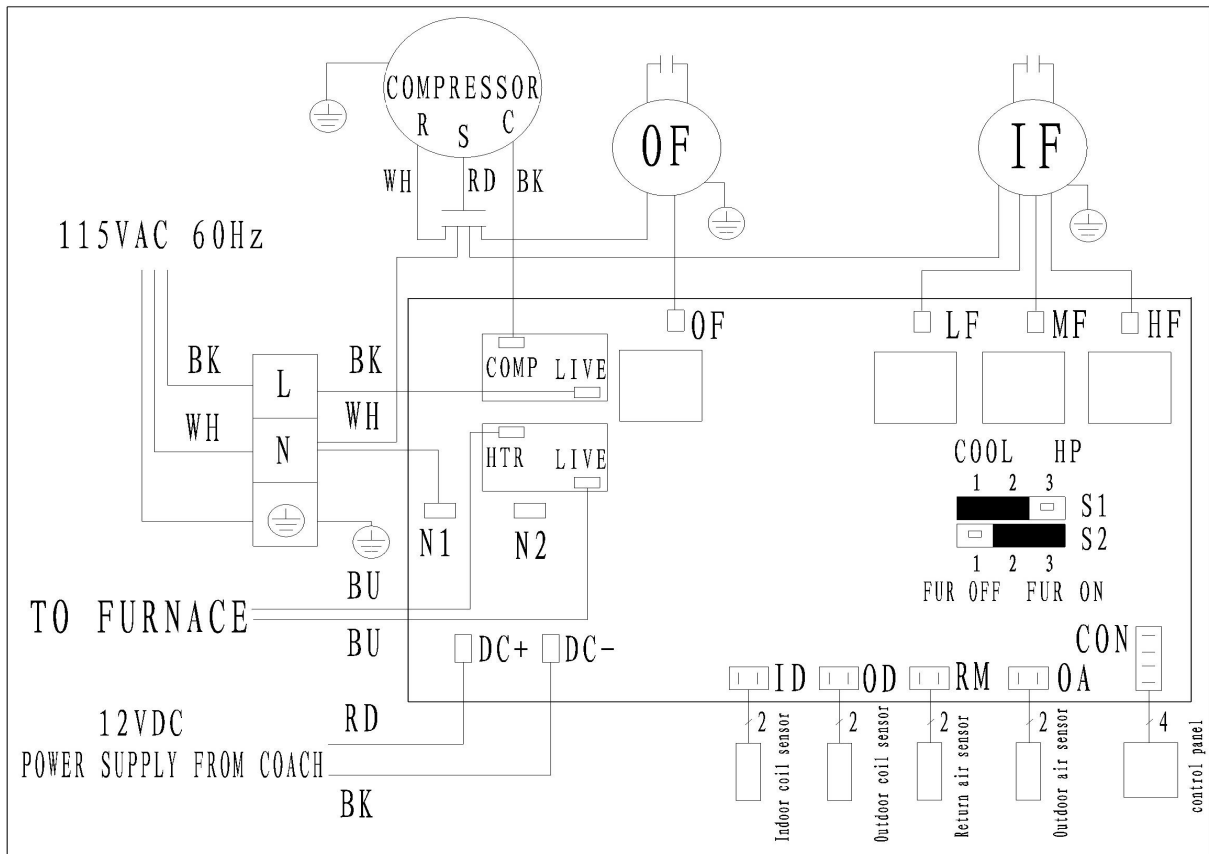 COMPRESSOR
R
S
C
OF
IF
WH
RD
BK
115VAC 60Hz
OF
LF
MF
HF
BK
L
BK
COMP
LIVE
WH
N
WH
HTR
LIVE
COOL HP
1 2 3
S1
S2
1 2 3
FUR OFF FUR ON
N1
N2
BU
TO FURNACE
BU
DC+
DC-
CON
ID
OD
RM
OA
12VDC
RD
POWER SUPPLY FROM COACH
BK
2
2
2
2
4
Indoor coil sensor
Outdoor coil sensor
Return air sensor
Outdoor air sensor
control panel